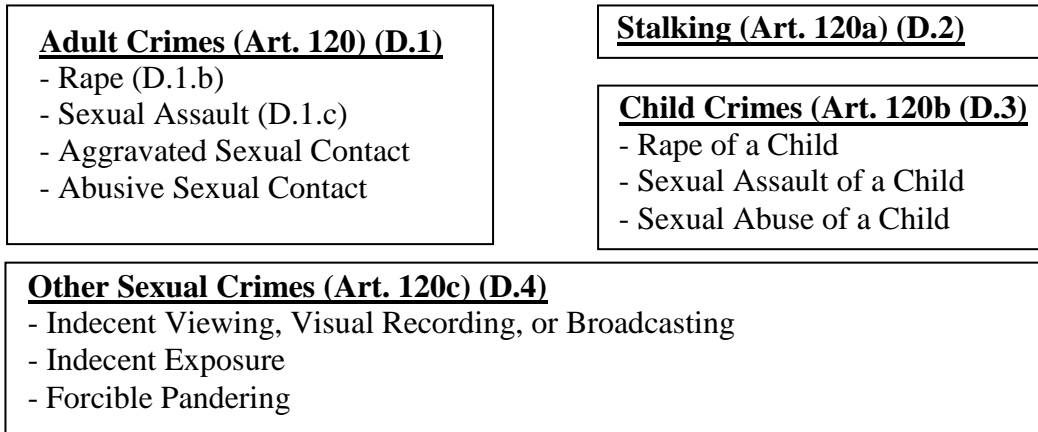 Adult Crimes (Art. 120) (D.1)
- Rape (D.1.b)
- Sexual Assault (D.1.c)
- Aggravated Sexual Contact
- Abusive Sexual Contact
Stalking (Art. 120a) (D.2)
Child Crimes (Art. 120b (D.3)
- Rape of a Child
- Sexual Assault of a Child
- Sexual Abuse of a Child
Other Sexual Crimes (Art. 120c) (D.4)
- Indecent Viewing, Visual Recording, or Broadcasting
- Indecent Exposure
- Forcible Pandering